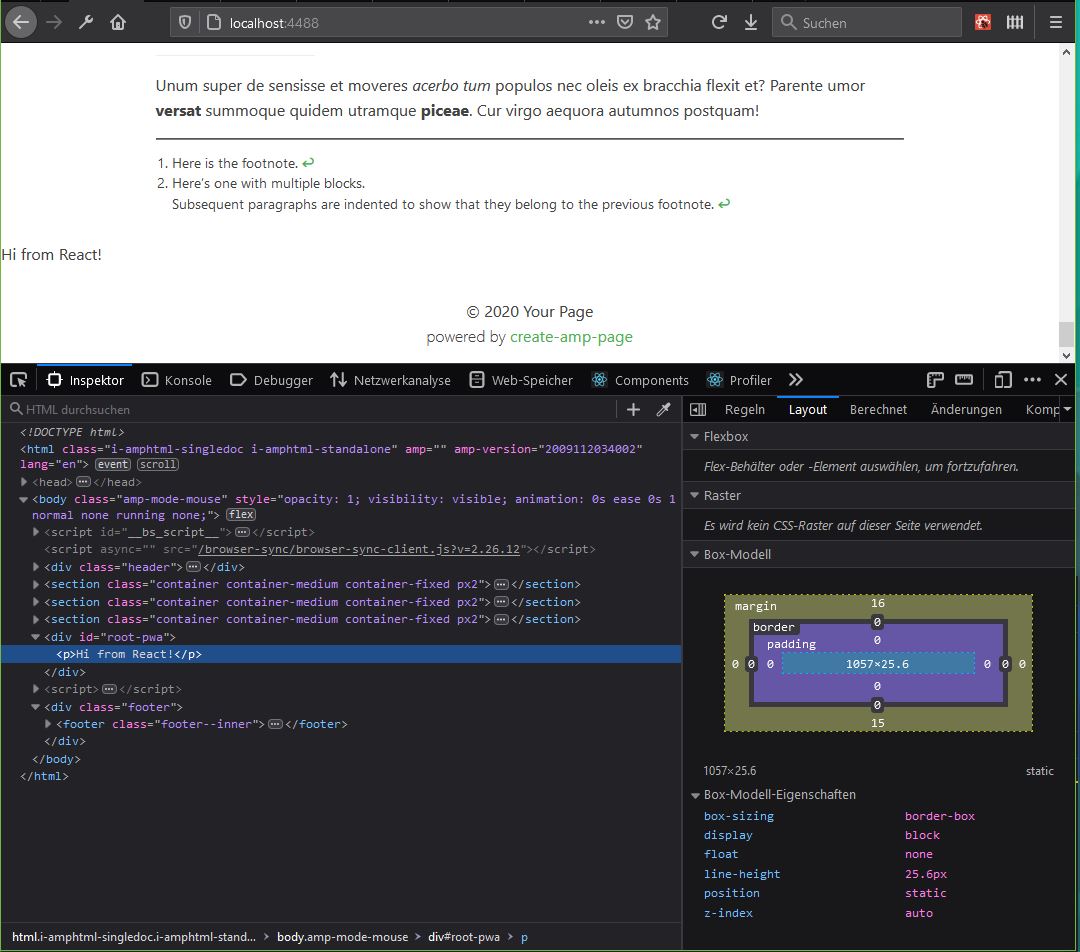 localhost:4488
Suchen
Unum super de sensisse et moveres acerbo tum populos nec oleis ex bracchia flexit et? Parente umor
versat summoque quidem utramque piceae. Cur virgo aequora autumnos postquam!
1. Here is the footnote. ↩
2. Here's one with multiple blocks.
Subsequent paragraphs are indented to show that they belong to the previous footnote. ↩
Hi from React!
© 2020 Your Page
powered by create-amp-page
Inspektor Konsole Debugger Netzwerkanalyse Web-Speicher Components Profiler
HTML durchsuchen
Regeln Layout Berechnet Änderungen Komp
<!DOCTYPE html>
<html class="i-amphtml-singledoc i-amphtml-standalone" amp="" amp-version="2009112034002"
lang="en"> event scroll
<head> ··· </head>
<body class="amp-mode-mouse" style="opacity: 1; visibility: visible; animation: 0s ease 0s 1
normal none running none;"> flex
<script id="__bs_script__"> ··· </script>
<script async="" src="/browser-sync/browser-sync-client.js?v=2.26.12"></script>
<div class="header"> ··· </div>
<section class="container container-medium container-fixed px2"> ··· </section>
<section class="container container-medium container-fixed px2"> ··· </section>
<section class="container container-medium container-fixed px2"> ··· </section>
<div id="root-pwa">
<p>Hi from React!</p>
</div>
<script> ··· </script>
<div class="footer">
<footer class="footer--inner"> ··· </footer>
</div>
</body>
</html>
html.i-amphtml-singledoc.i-amphtml-stand... > body.amp-mode-mouse > div#root-pwa > p
Flexbox
Flex-Behälter oder -Element auswählen, um fortzufahren.
Raster
Es wird kein CSS-Raster auf dieser Seite verwendet.
Box-Modell
margin 16
border 0
padding 0
0 0 0 1057×25.6 0 0 0
0
0
15
1057×25.6 static
Box-Modell-Eigenschaften
box-sizing border-box
display block
float none
line-height 25.6px
position static
z-index auto